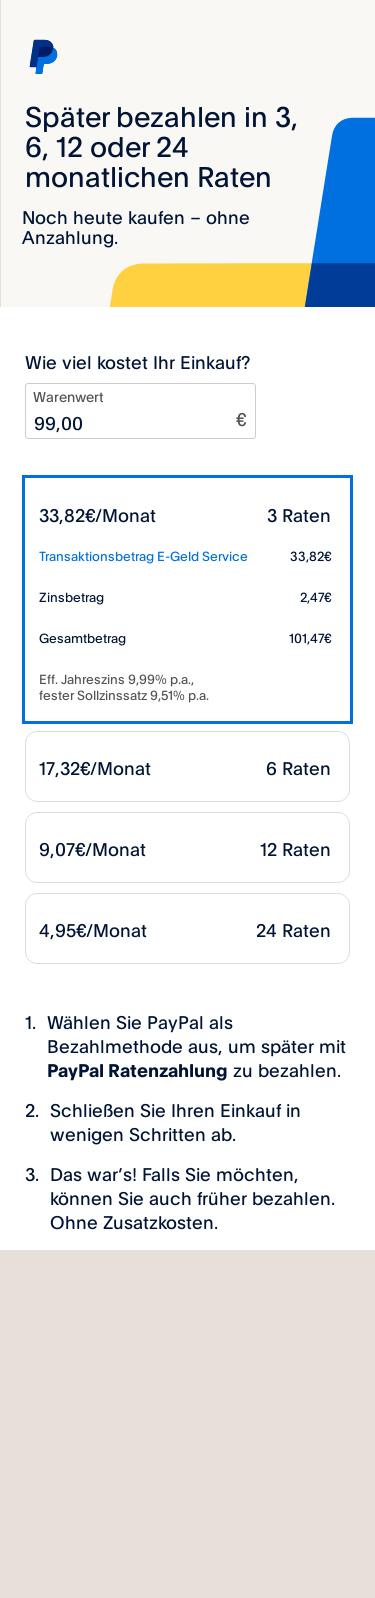 Später bezahlen in 3,
6, 12 oder 24
monatlichen Raten
Noch heute kaufen – ohne
Anzahlung.
Wie viel kostet Ihr Einkauf?
Warenwert
99,00 €
33,82€/Monat 3 Raten
Transaktionsbetrag E-Geld Service 33,82€
Zinsbetrag 2,47€
Gesamtbetrag 101,47€
Eff. Jahreszins 9,99% p.a.,
fester Sollzinssatz 9,51% p.a.
17,32€/Monat 6 Raten
9,07€/Monat 12 Raten
4,95€/Monat 24 Raten
1. Wählen Sie PayPal als
Bezahlmethode aus, um später mit
PayPal Ratenzahlung zu bezahlen.
2. Schließen Sie Ihren Einkauf in
wenigen Schritten ab.
3. Das war’s! Falls Sie möchten,
können Sie auch früher bezahlen.
Ohne Zusatzkosten.